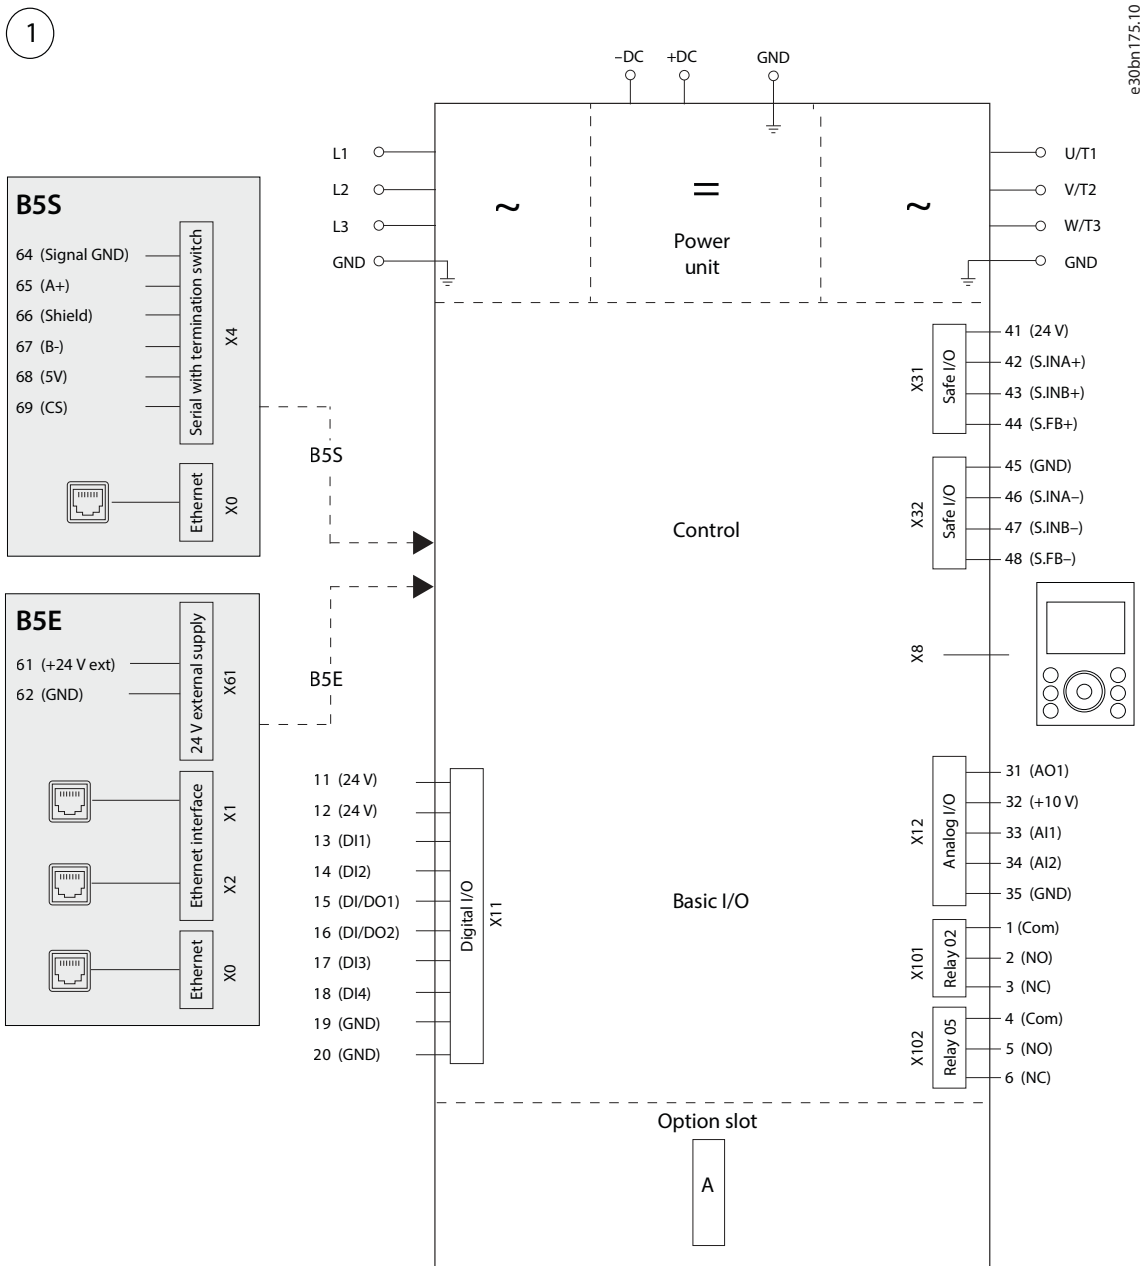 1
e30bn175.10
–DC
+DC
GND
L1
L2
L3
GND
~
=
~
Power
unit
U/T1
V/T2
W/T3
GND
B5S
64 (Signal GND)
65 (A+)
66 (Shield)
67 (B-)
68 (5V)
69 (CS)
Serial with termination switch
X4
Ethernet
X0
B5S
B5E
61 (+24 V ext)
62 (GND)
24 V external supply
X61
Ethernet interface
X1
X2
Ethernet
X0
B5E
Control
X31
Safe I/O
41 (24 V)
42 (S.INA+)
43 (S.INB+)
44 (S.FB+)
X32
Safe I/O
45 (GND)
46 (S.INA–)
47 (S.INB–)
48 (S.FB–)
X8
11 (24 V)
12 (24 V)
13 (DI1)
14 (DI2)
15 (DI/DO1)
16 (DI/DO2)
17 (DI3)
18 (DI4)
19 (GND)
20 (GND)
Digital I/O
X11
Basic I/O
X12
Analog I/O
31 (AO1)
32 (+10 V)
33 (AI1)
34 (AI2)
35 (GND)
X101
Relay 02
1 (Com)
2 (NO)
3 (NC)
X102
Relay 05
4 (Com)
5 (NO)
6 (NC)
Option slot
A